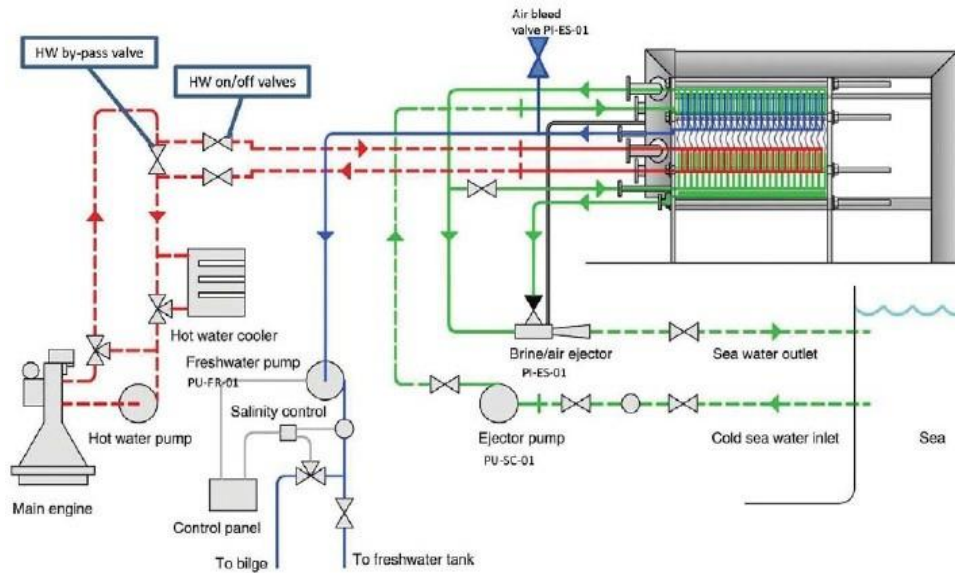 Air bleed
valve PI-ES-01
HW by-pass valve
HW on/off valves
Hot water cooler
Freshwater pump
PU-FR-01
Salinity control
Hot water pump
Main engine
Control panel
To bilge
To freshwater tank
Brine/air ejector
PI-ES-01
Sea water outlet
Ejector pump
PU-SC-01
Cold sea water inlet
Sea